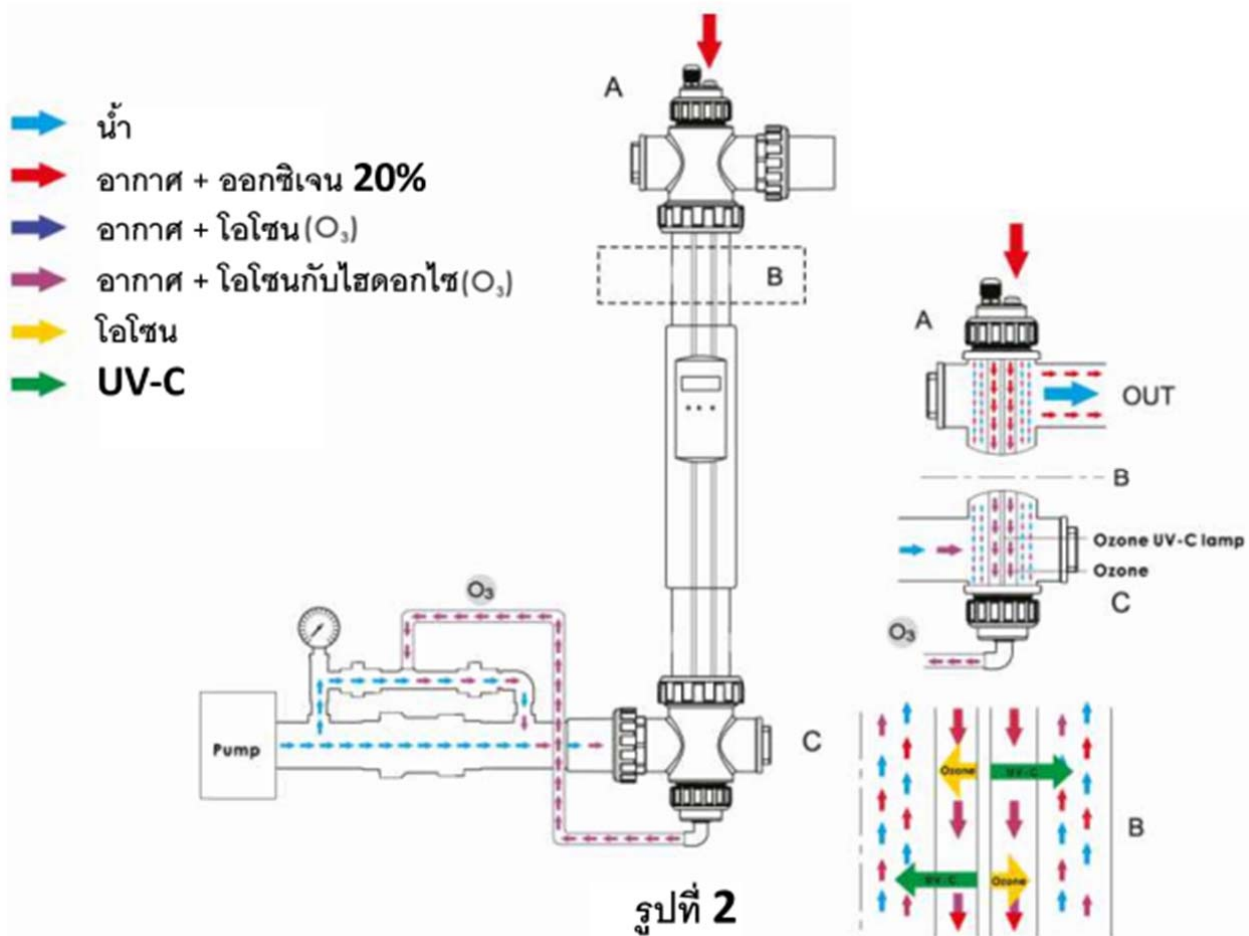 น้ำ
อากาศ + ออกซิเจน 20%
อากาศ + โอโซน (O₃)
อากาศ + โอโซนกับไฮดอกไซ (O₃)
โอโซน
UV-C
A
B
C
O₃
Pump
รูปที่ 2
A
OUT
B
Ozone UV-C lamp
Ozone
C
O₃
Ozone
UV-C
B
UV-C
Ozone